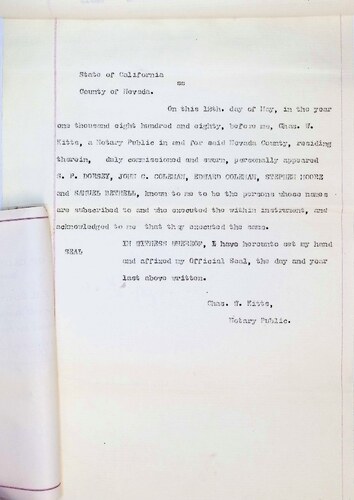 State of California
ss
County of Nevada.
On this 18th. day of May, in the year
one thousand eight hundred and eighty, before me, Chas. W.
Kitts, a Notary Public in and for said Nevada County, residing
therein, duly commissioned and sworn, personally appeared
S. P. DORSEY, JOHN C. COLEMAN, EDWARD COLEMAN, STEPHEN MOORE
and SAMUEL BETHELL, known to me to be the persons whose names
are subscribed to and who executed the within instrument, and
acknowledged to me that they executed the same.
IN WITNESS WHEREOF, I have hereunto set my hand
SEAL and affixed my Official Seal, the day and year
last above written.
Chas. W. Kitts,
Notary Public.